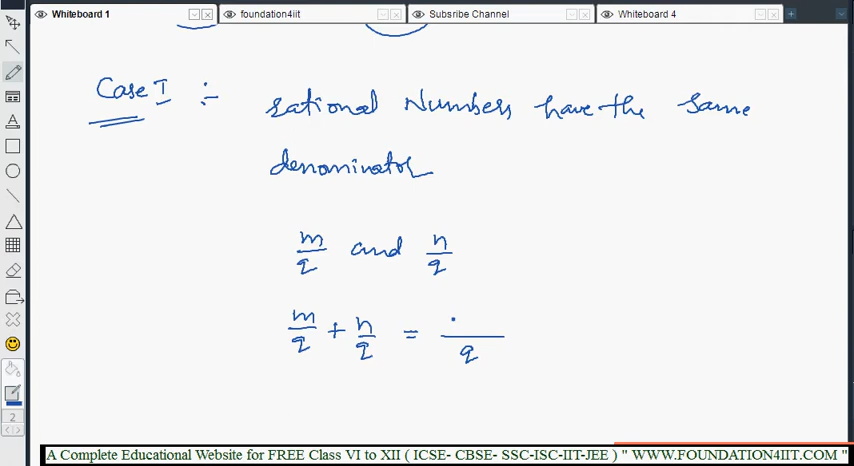 Whiteboard 1 foundation4iit Subsribe Channel Whiteboard 4
Case I :- rational Numbers have the same
denominator
m/q and n/q
m/q + n/q = /q
2
A Complete Educational Website for FREE Class VI to XII ( ICSE- CBSE- SSC-ISC-IIT-JEE ) " WWW.FOUNDATION4IIT.COM "